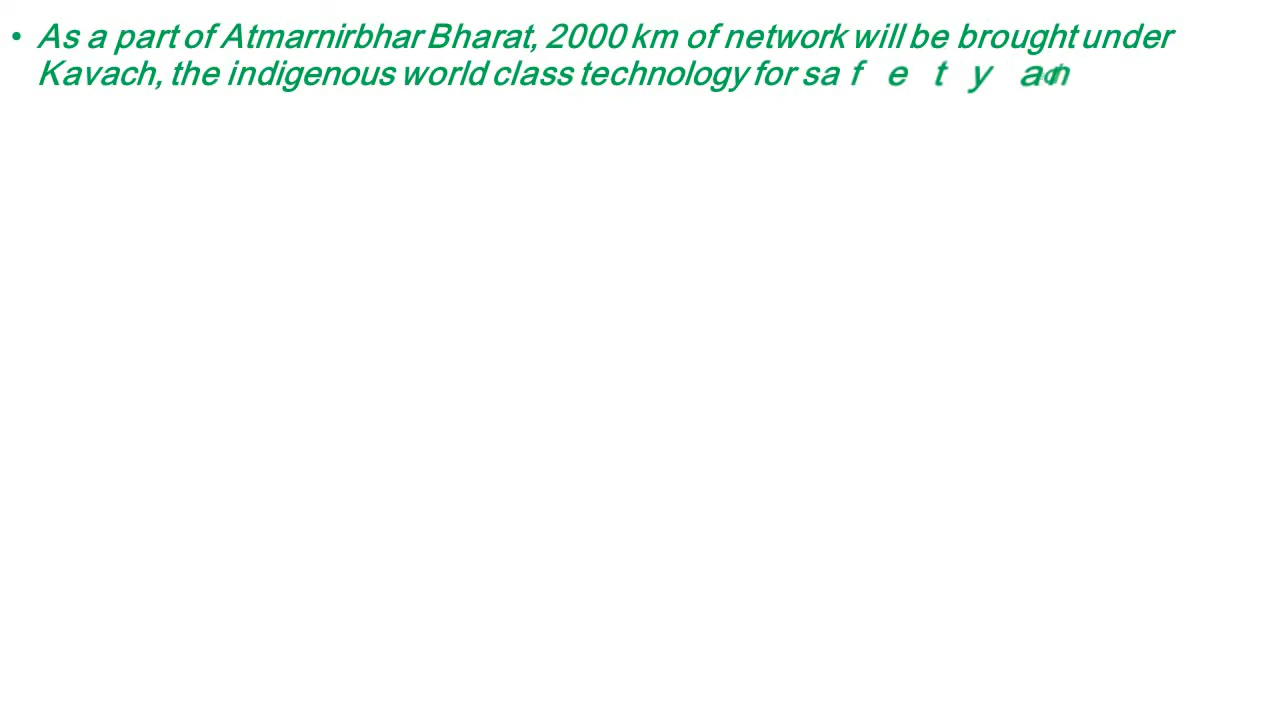 • As a part of Atmarnirbhar Bharat, 2000 km of network will be brought under
Kavach, the indigenous world class technology for safety